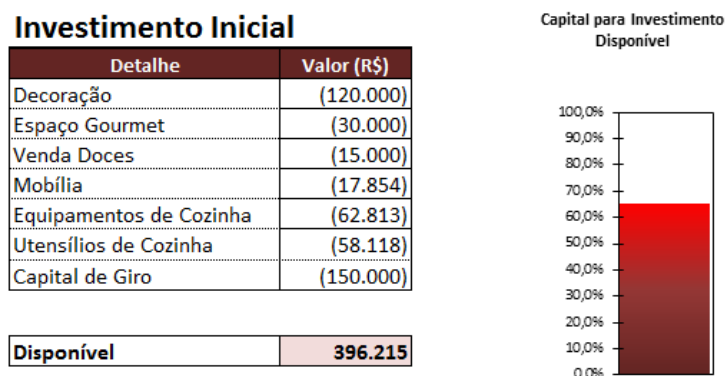 Investimento Inicial
Detalhe Valor (R$)
Decoração (120.000)
Espaço Gourmet (30.000)
Venda Doces (15.000)
Mobília (17.854)
Equipamentos de Cozinha (62.813)
Utensílios de Cozinha (58.118)
Capital de Giro (150.000)
Disponível 396.215
Capital para Investimento
Disponível
100,0%
90,0%
80,0%
70,0%
60,0%
50,0%
40,0%
30,0%
20,0%
10,0%
0,0%